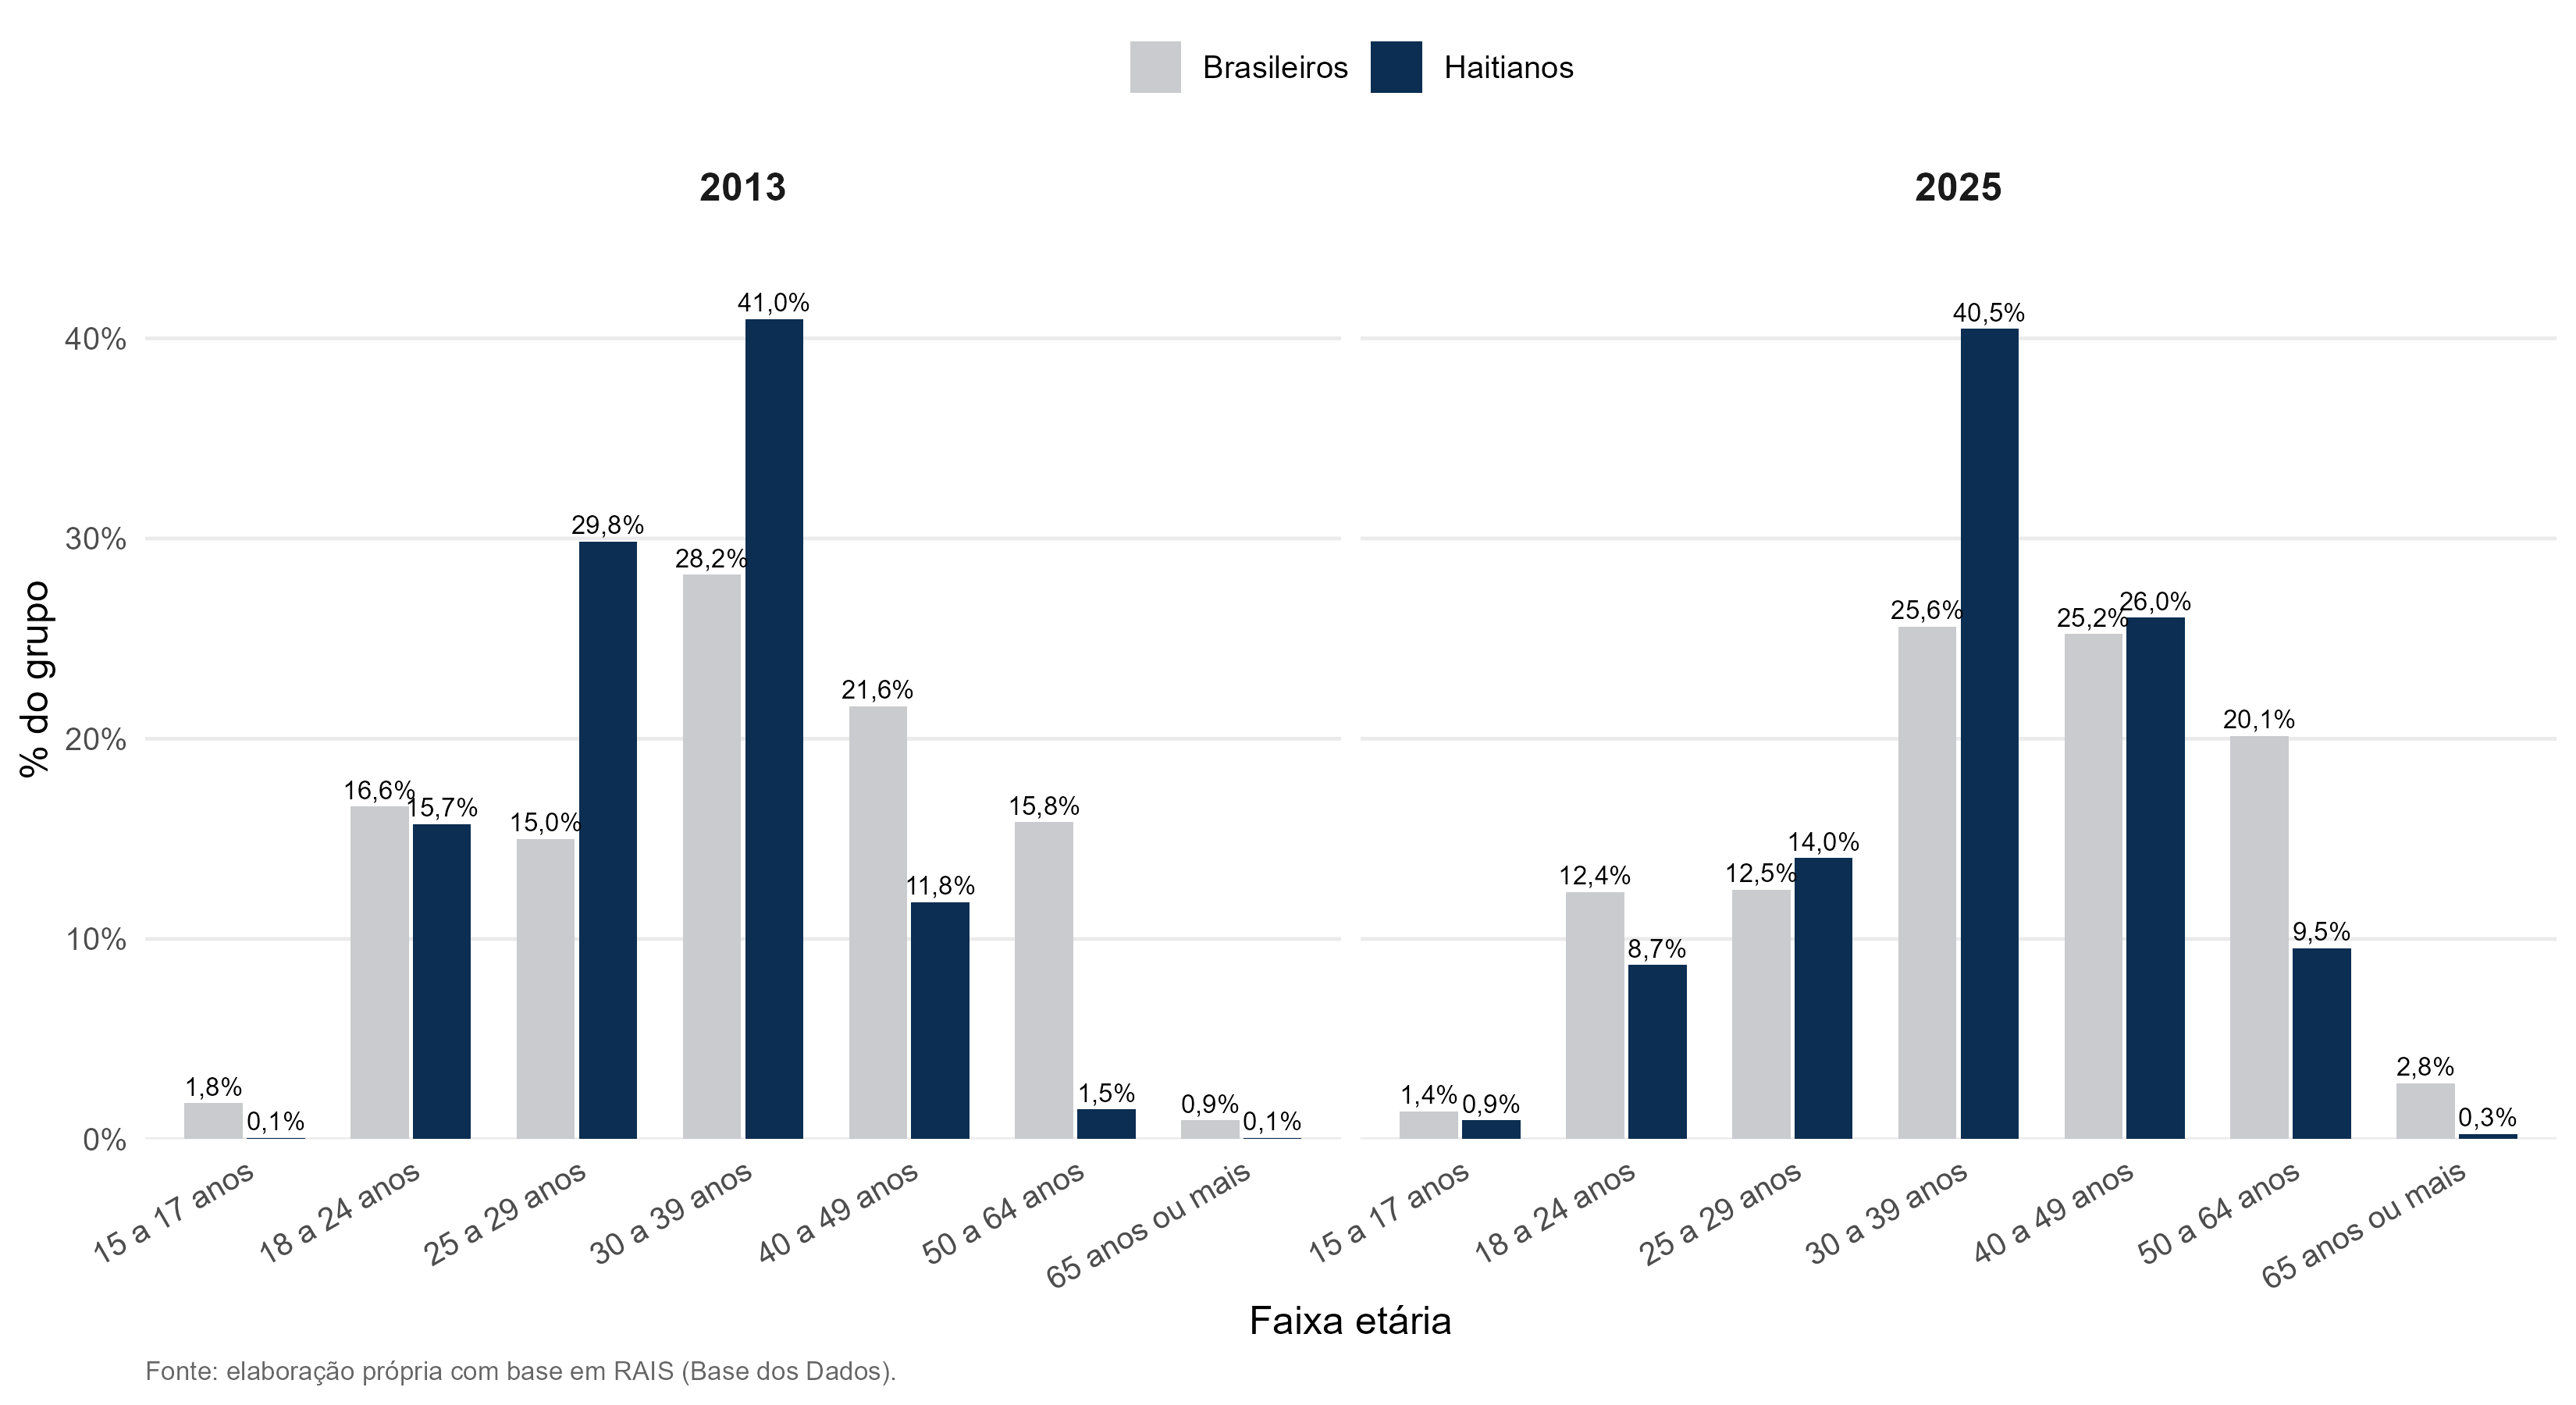 Brasileiros Haitianos
2013
2025
% do grupo
40%
30%
20%
10%
0%
1,8%
0,1%
16,6%
15,7%
15,0%
29,8%
28,2%
41,0%
21,6%
11,8%
15,8%
1,5%
0,9%
0,1%
15 a 17 anos
18 a 24 anos
25 a 29 anos
30 a 39 anos
40 a 49 anos
50 a 64 anos
65 anos ou mais
1,4%
0,9%
12,4%
8,7%
12,5%
14,0%
25,6%
40,5%
25,2%
26,0%
20,1%
9,5%
2,8%
0,3%
15 a 17 anos
18 a 24 anos
25 a 29 anos
30 a 39 anos
40 a 49 anos
50 a 64 anos
65 anos ou mais
Faixa etária
Fonte: elaboração própria com base em RAIS (Base dos Dados).